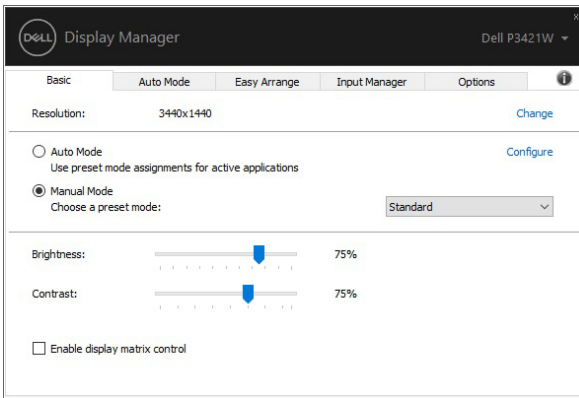 DELL Display Manager Dell P3421W
Basic Auto Mode Easy Arrange Input Manager Options
Resolution: 3440x1440 Change
Auto Mode Configure
Use preset mode assignments for active applications
Manual Mode
Choose a preset mode: Standard
Brightness: 75%
Contrast: 75%
Enable display matrix control